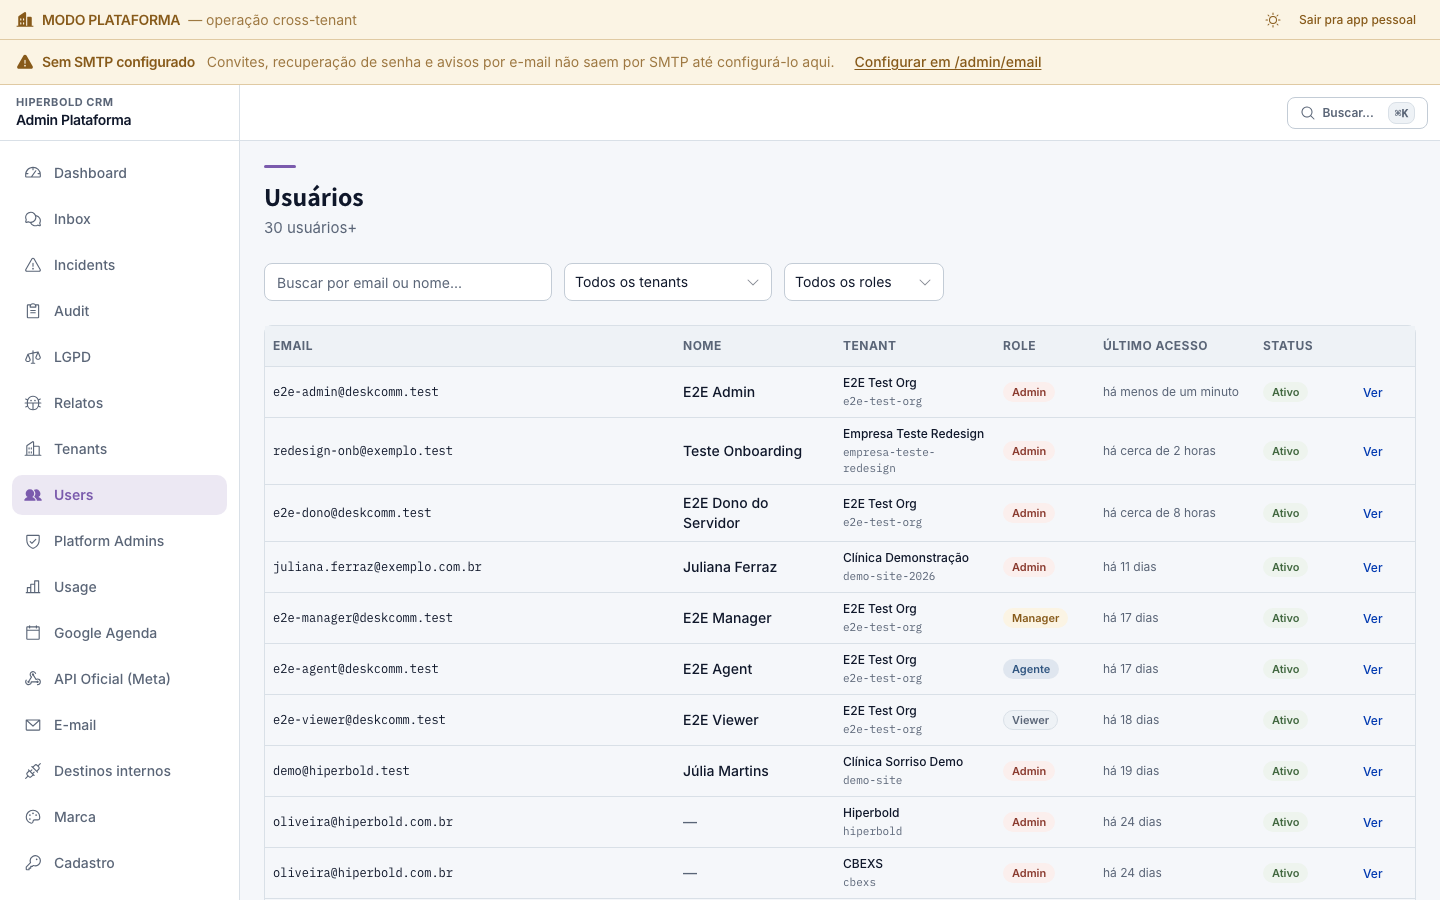 MODO PLATAFORMA — operação cross-tenant
Sair pra app pessoal
Sem SMTP configurado Convites, recuperação de senha e avisos por e-mail não saem por SMTP até configurá-lo aqui. Configurar em /admin/email
HIPERBOLD CRM
Admin Plataforma
Buscar... ⌘K
Dashboard
Inbox
Incidents
Audit
LGPD
Relatos
Tenants
Users
Platform Admins
Usage
Google Agenda
API Oficial (Meta)
E-mail
Destinos internos
Marca
Cadastro
Usuários
30 usuários+
Buscar por email ou nome... Todos os tenants Todos os roles
EMAIL NOME TENANT ROLE ÚLTIMO ACESSO STATUS
e2e-admin@deskcomm.test E2E Admin E2E Test Org e2e-test-org Admin há menos de um minuto Ativo Ver
redesign-onb@exemplo.test Teste Onboarding Empresa Teste Redesign empresa-teste-redesign Admin há cerca de 2 horas Ativo Ver
e2e-dono@deskcomm.test E2E Dono do Servidor E2E Test Org e2e-test-org Admin há cerca de 8 horas Ativo Ver
juliana.ferraz@exemplo.com.br Juliana Ferraz Clínica Demonstração demo-site-2026 Admin há 11 dias Ativo Ver
e2e-manager@deskcomm.test E2E Manager E2E Test Org e2e-test-org Manager há 17 dias Ativo Ver
e2e-agent@deskcomm.test E2E Agent E2E Test Org e2e-test-org Agente há 17 dias Ativo Ver
e2e-viewer@deskcomm.test E2E Viewer E2E Test Org e2e-test-org Viewer há 18 dias Ativo Ver
demo@hiperbold.test Júlia Martins Clínica Sorriso Demo demo-site Admin há 19 dias Ativo Ver
oliveira@hiperbold.com.br — Hiperbold hiperbold Admin há 24 dias Ativo Ver
oliveira@hiperbold.com.br — CBEXS cbexs Admin há 24 dias Ativo Ver